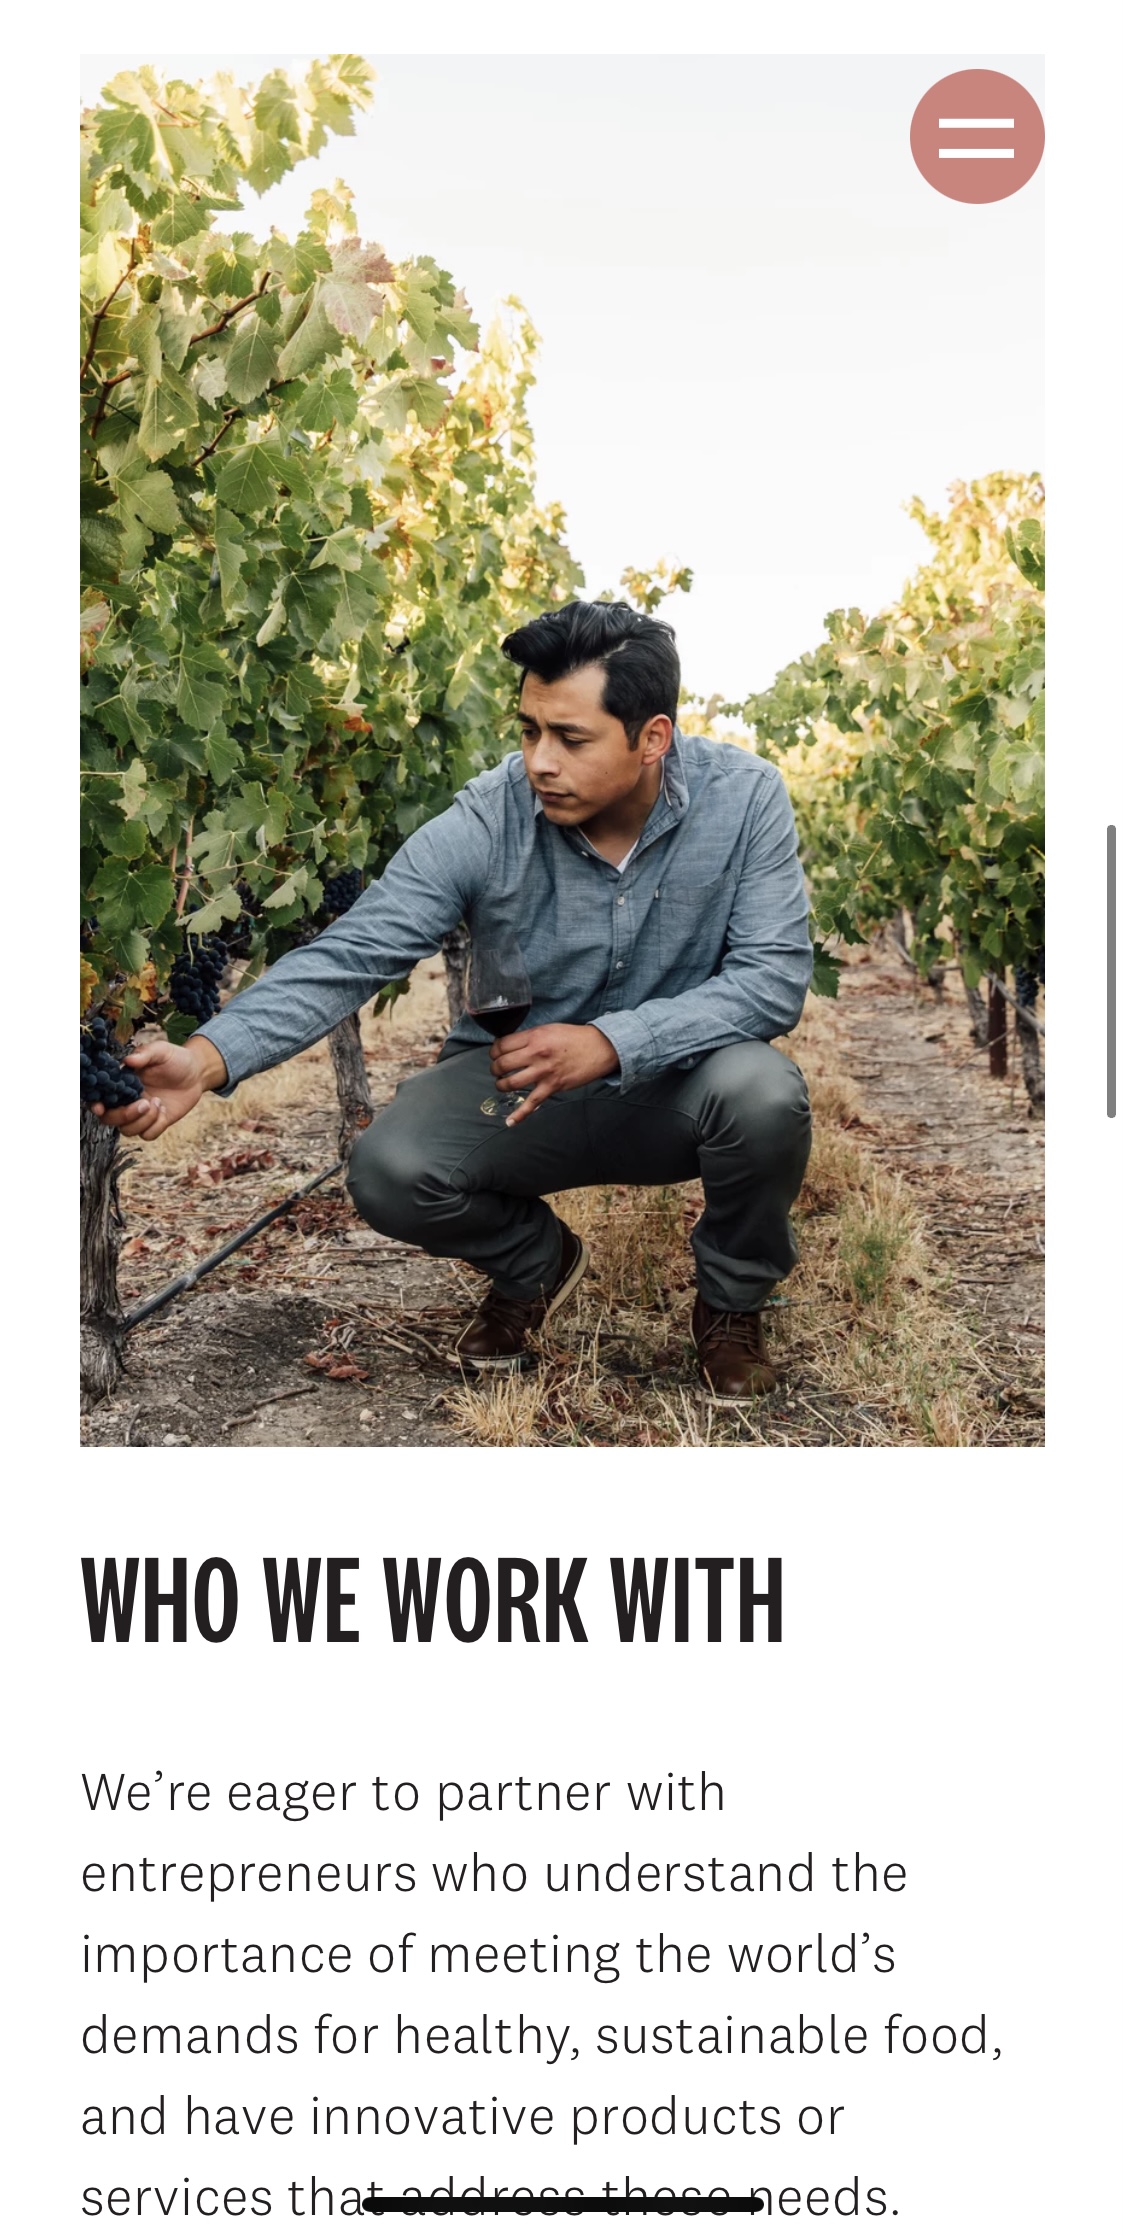 WHO WE WORK WITH
We’re eager to partner with
entrepreneurs who understand the
importance of meeting the world’s
demands for healthy, sustainable food,
and have innovative products or
services that address these needs.